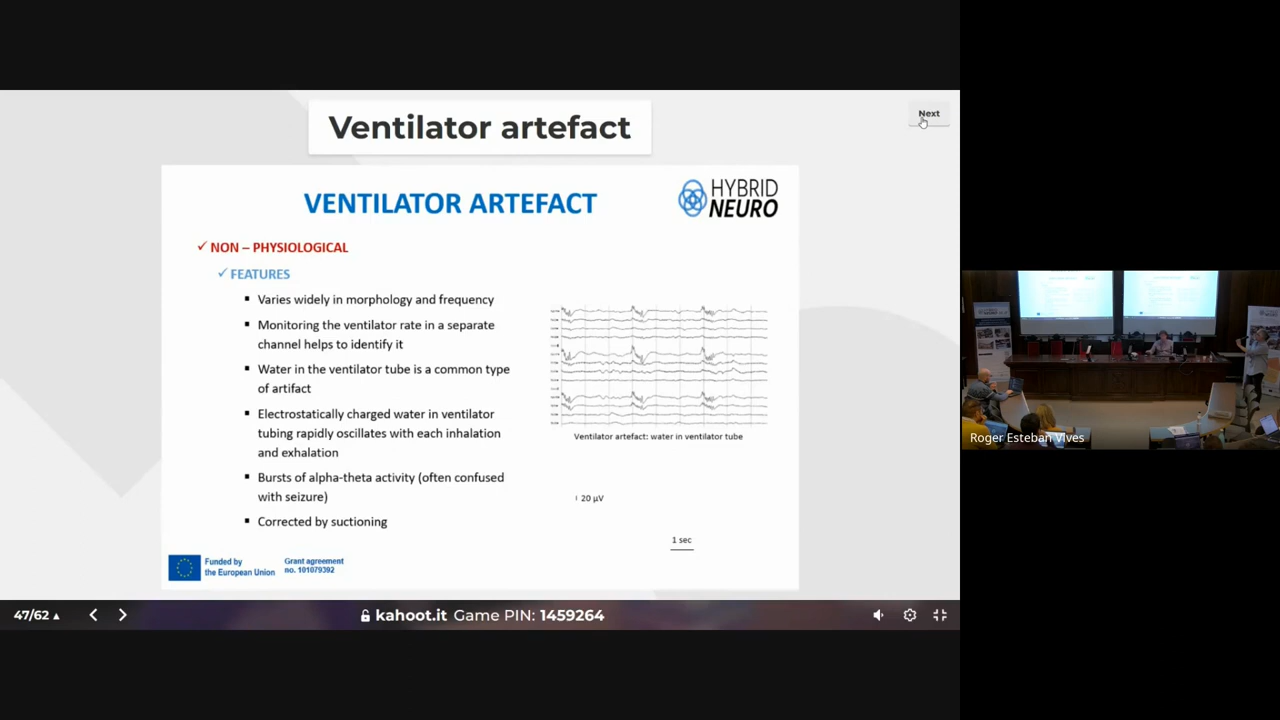 Ventilator artefact
Next
VENTILATOR ARTEFACT
HYBRID
NEURO
✓ NON – PHYSIOLOGICAL
✓ FEATURES
▪ Varies widely in morphology and frequency
▪ Monitoring the ventilator rate in a separate
channel helps to identify it
▪ Water in the ventilator tube is a common type
of artifact
▪ Electrostatically charged water in ventilator
tubing rapidly oscillates with each inhalation
and exhalation
▪ Bursts of alpha-theta activity (often confused
with seizure)
▪ Corrected by suctioning
Ventilator artefact: water in ventilator tube
20 µV
1 sec
Funded by
the European Union
Grant agreement
no. 101079392
47/62
kahoot.it Game PIN: 1459264
Roger Esteban Vives